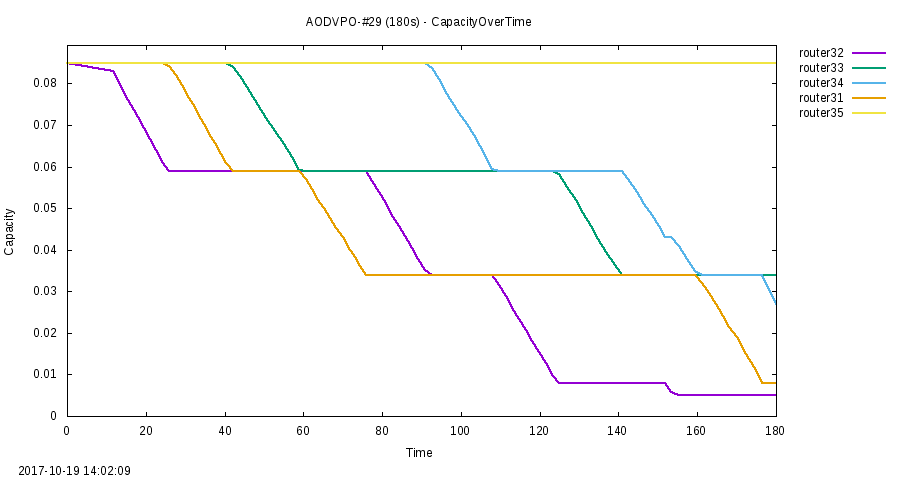 AODVPO-#29 (180s) - CapacityOverTime
router32
router33
router34
router31
router35
Capacity
0.08
0.07
0.06
0.05
0.04
0.03
0.02
0.01
0
0 20 40 60 80 100 120 140 160 180
Time
2017-10-19 14:02:09